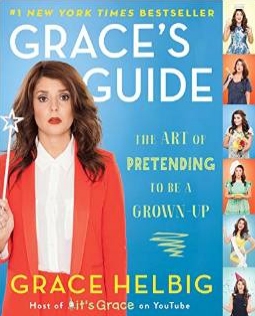 #1 NEW YORK TIMES BESTSELLER
GRACE'S
GUIDE
THE ART OF
PRETENDING
TO BE A
GROWN-UP
GRACE HELBIG
Host of it'sGrace on YouTube